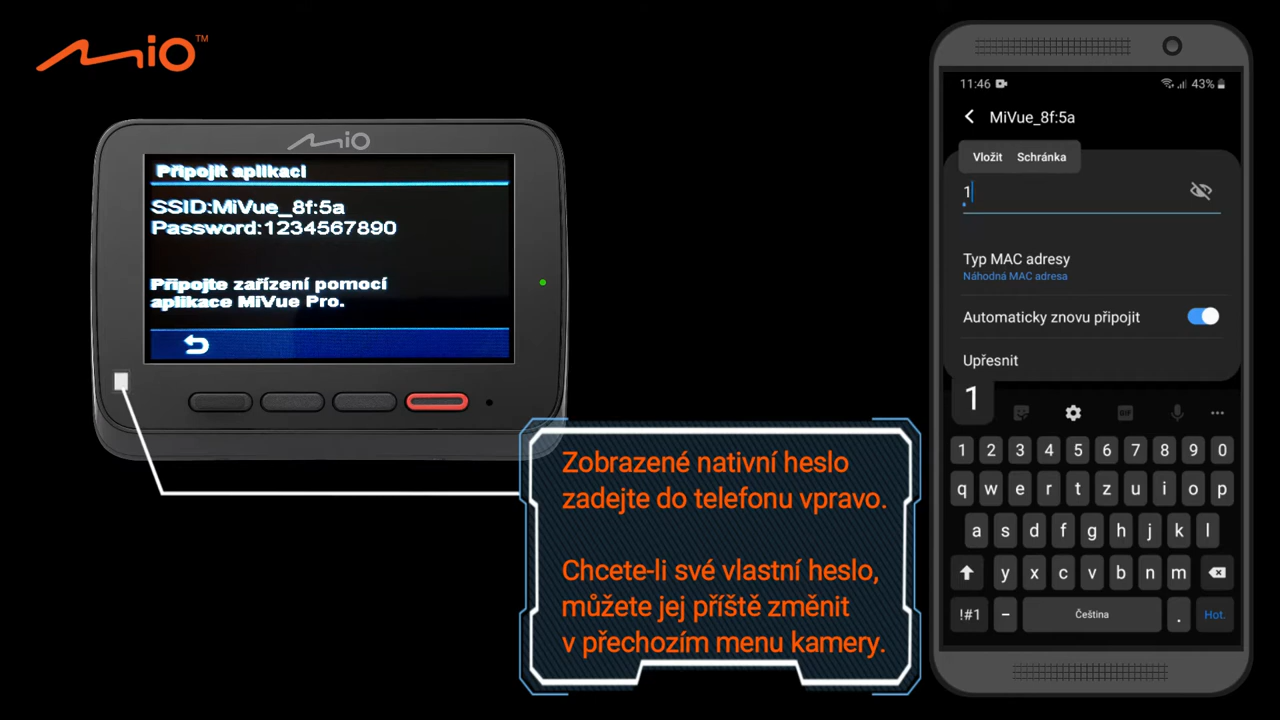 MiO™
MiO
Připojit aplikaci
SSID:MiVue_8f:5a
Password:1234567890
Připojte zařízení pomocí
aplikace MiVue Pro.
Zobrazené nativní heslo
zadejte do telefonu vpravo.
Chcete-li své vlastní heslo,
můžete jej příště změnit
v přechozím menu kamery.
11:46 43%
MiVue_8f:5a
Vložit Schránka
1
Typ MAC adresy
Náhodná MAC adresa
Automaticky znovu připojit
Upřesnit
1
GIF
1 2 3 4 5 6 7 8 9 0
q w e r t z u i o p
a s d f g h j k l
y x c v b n m
!#1 – Čeština . Hot.